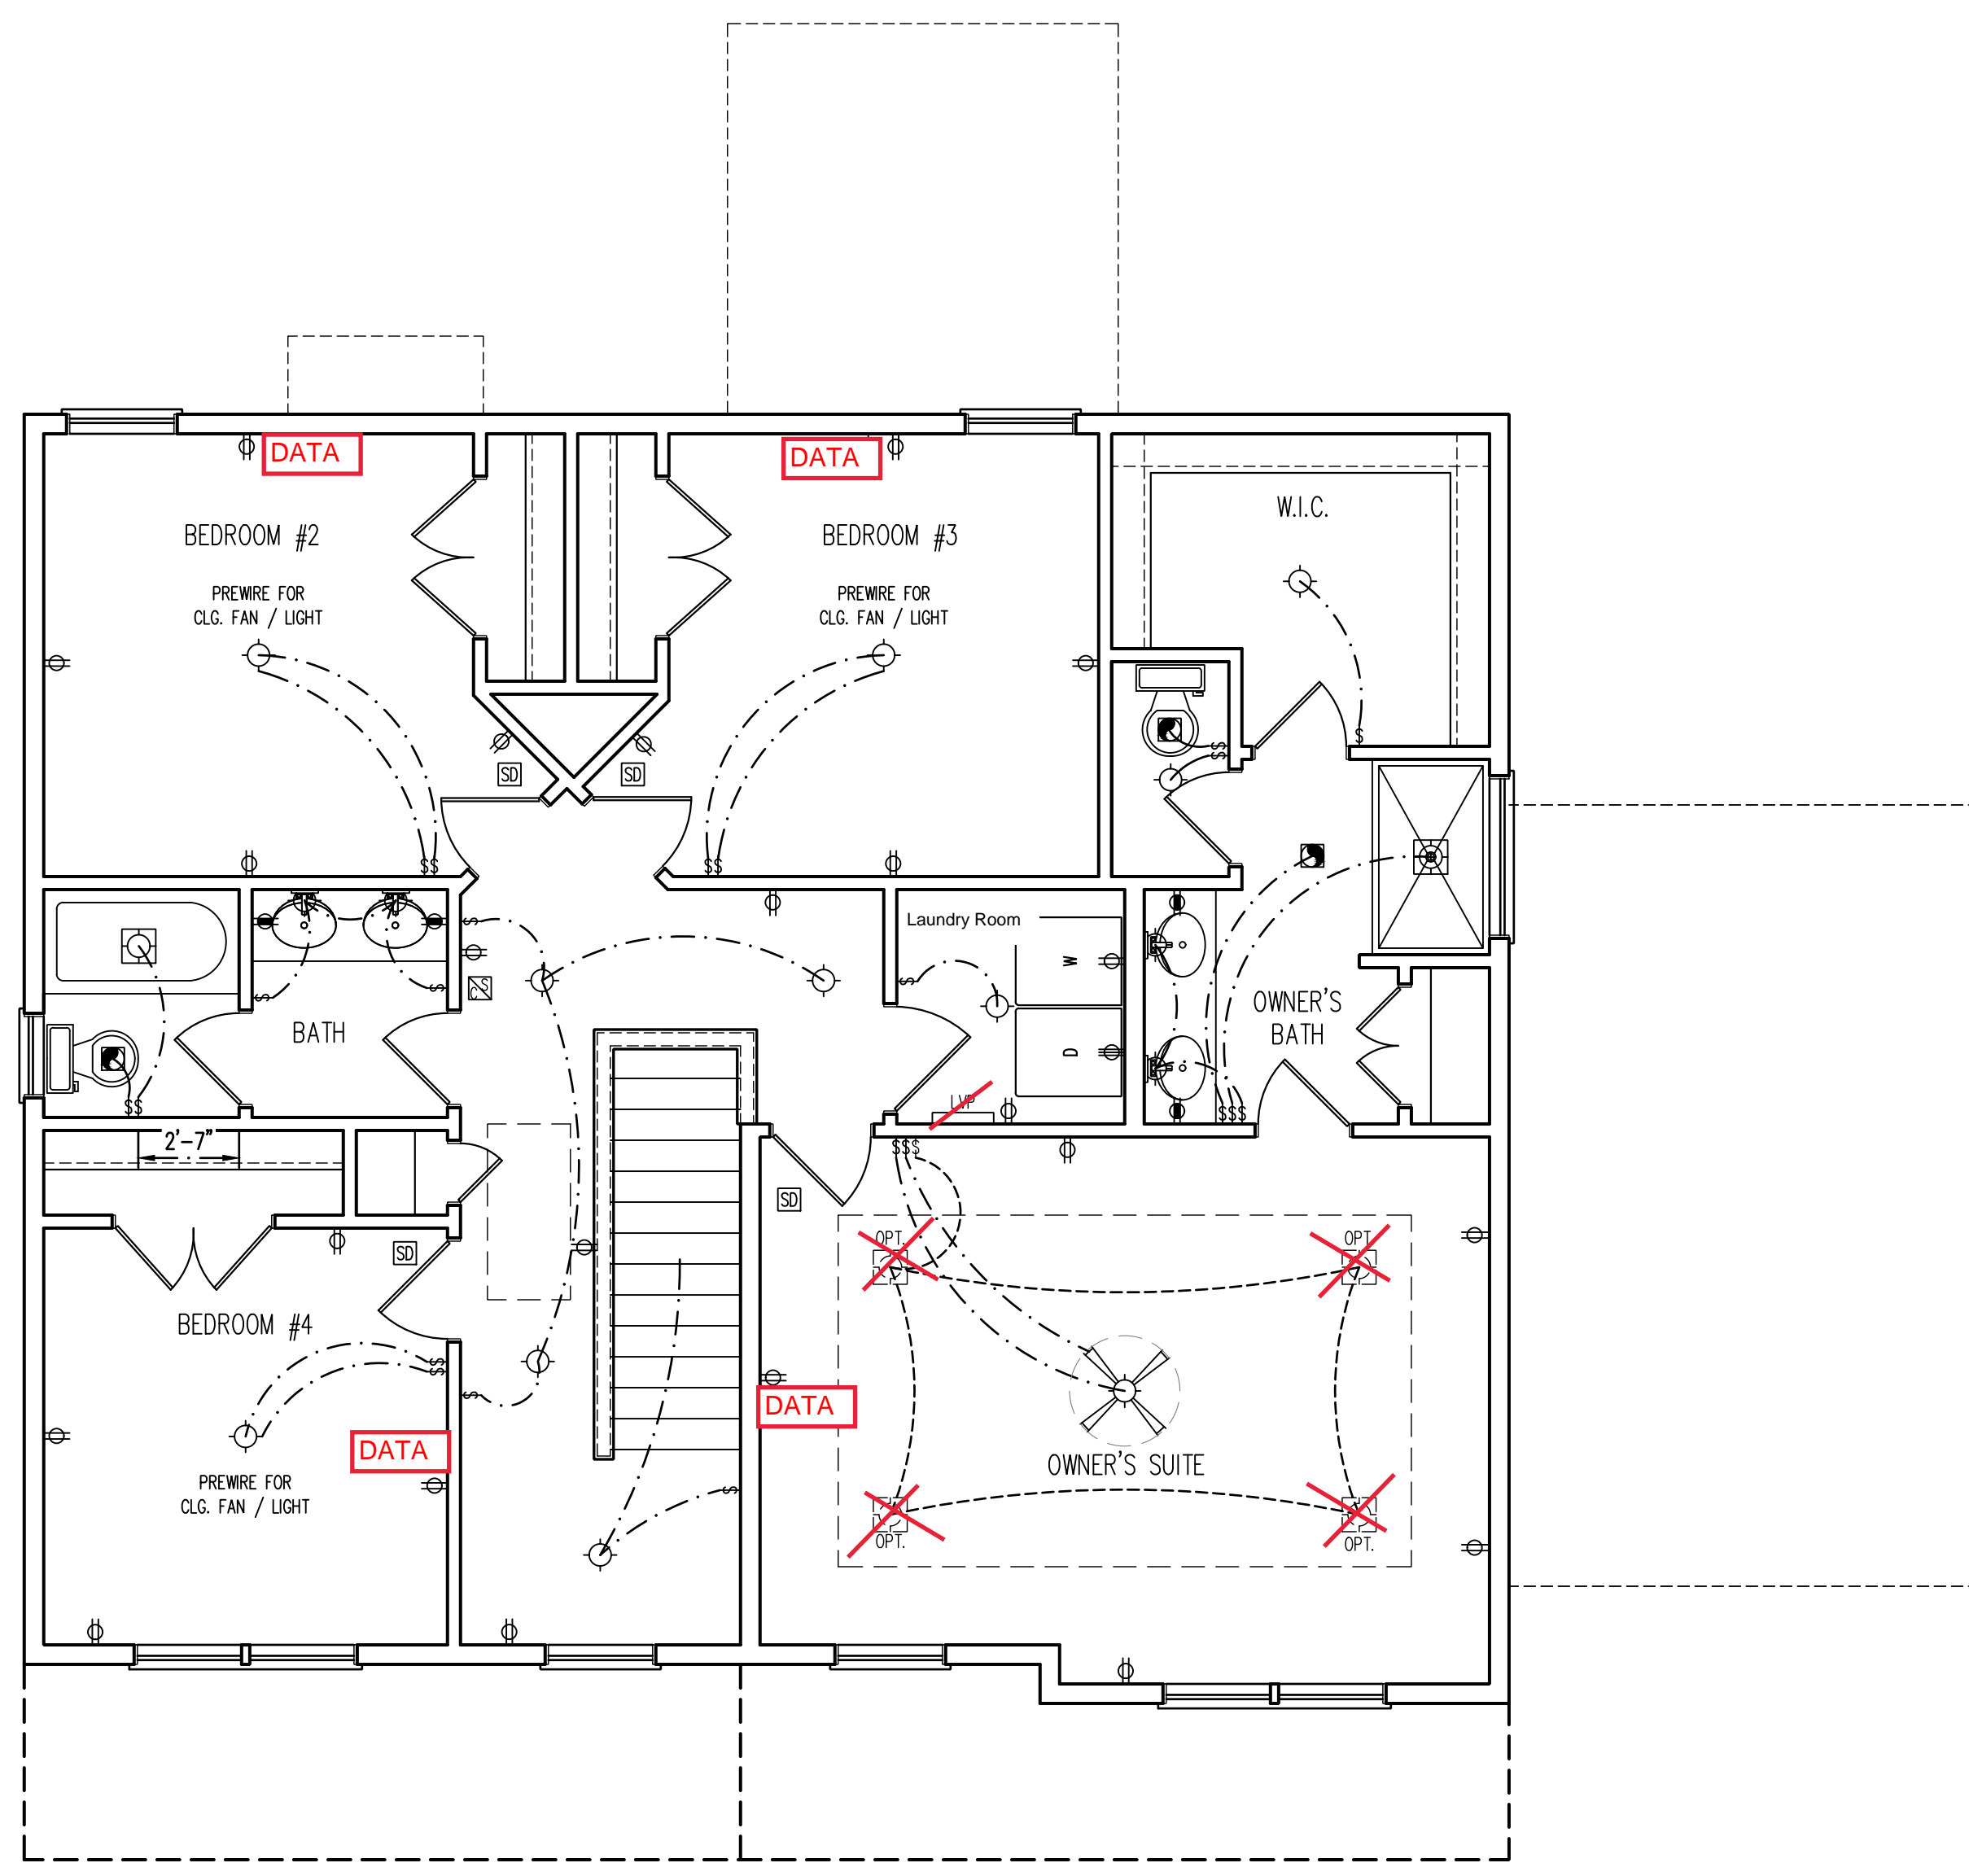 DATA
DATA
W.I.C.
BEDROOM #2
BEDROOM #3
PREWIRE FOR
CLG. FAN / LIGHT
PREWIRE FOR
CLG. FAN / LIGHT
$
$$
SD
SD
$$
$$
$
Laundry Room
W
$
$
$
C S
OWNER'S
BATH
BATH
D
LVP
$$
$$$
2'-7"
$$$
SD
SD
OPT.
OPT.
BEDROOM #4
$$
$
DATA
DATA
OWNER'S SUITE
PREWIRE FOR
CLG. FAN / LIGHT
$
OPT.
OPT.